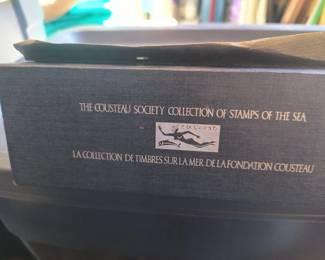 THE COUSTEAU SOCIETY COLLECTION OF STAMPS OF THE SEA
LA COLLECTION DE TIMBRES SUR LA MER DE LA FONDATION COUSTEAU